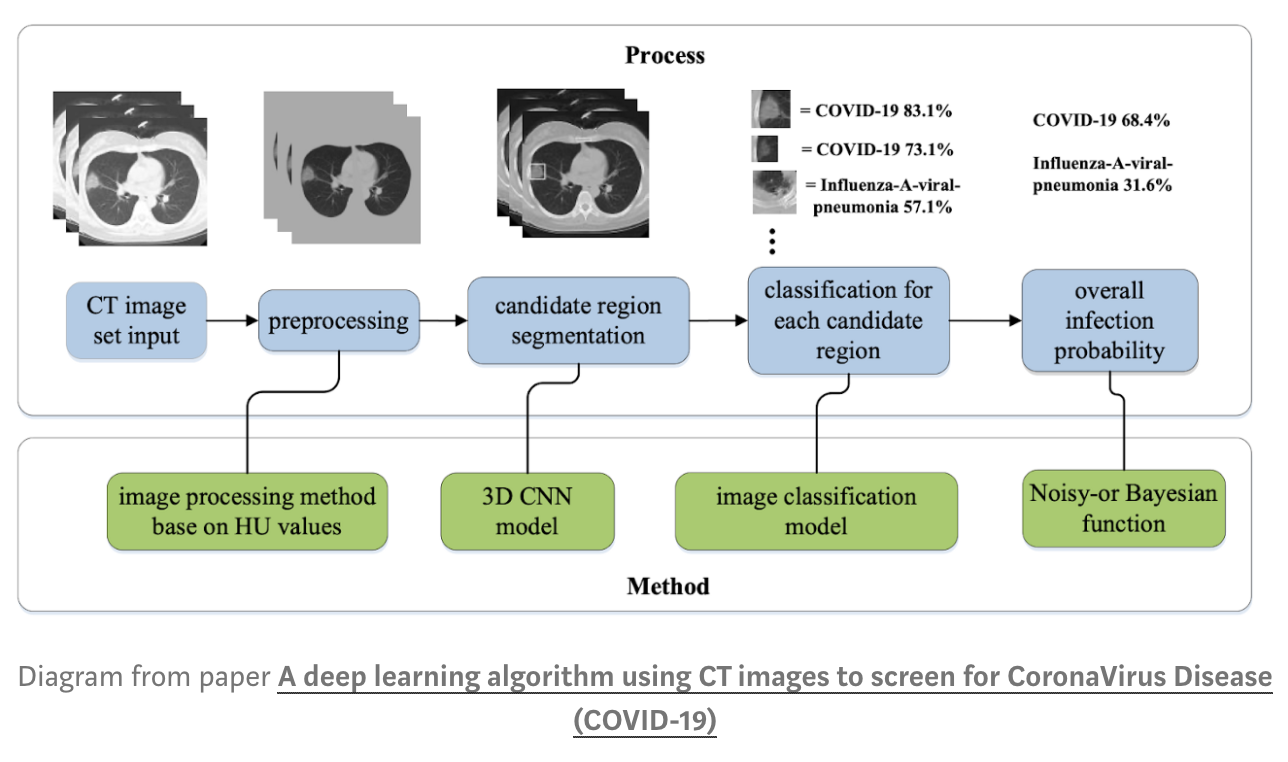 Process
= COVID-19 83.1%
= COVID-19 73.1%
= Influenza-A-viral-
pneumonia 57.1%
COVID-19 68.4%
Influenza-A-viral-
pneumonia 31.6%
CT image
set input
preprocessing
candidate region
segmentation
classification for
each candidate
region
overall
infection
probability
image processing method
base on HU values
3D CNN
model
image classification
model
Noisy-or Bayesian
function
Method
Diagram from paper A deep learning algorithm using CT images to screen for CoronaVirus Disease
(COVID-19)